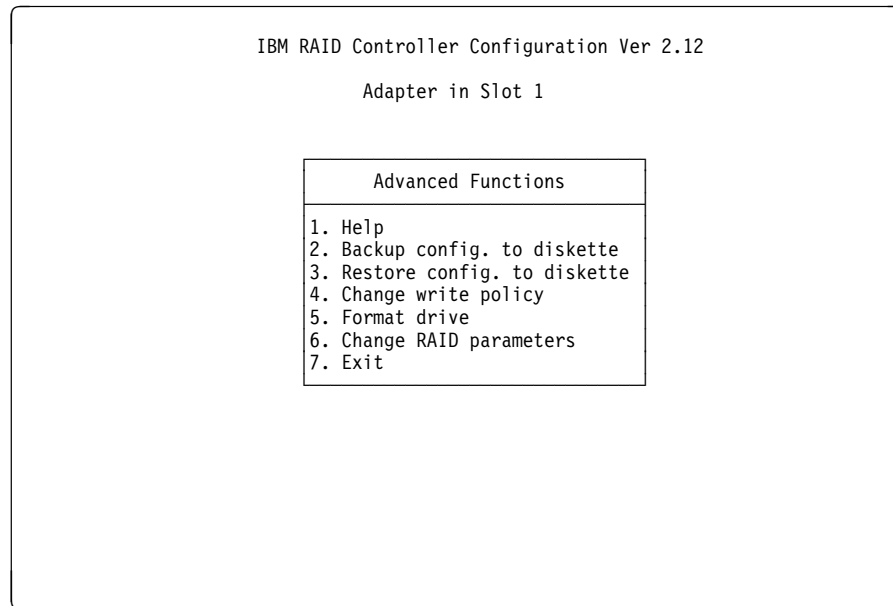 IBM RAID Controller Configuration Ver 2.12
Adapter in Slot 1
Advanced Functions
1. Help
2. Backup config. to diskette
3. Restore config. to diskette
4. Change write policy
5. Format drive
6. Change RAID parameters
7. Exit